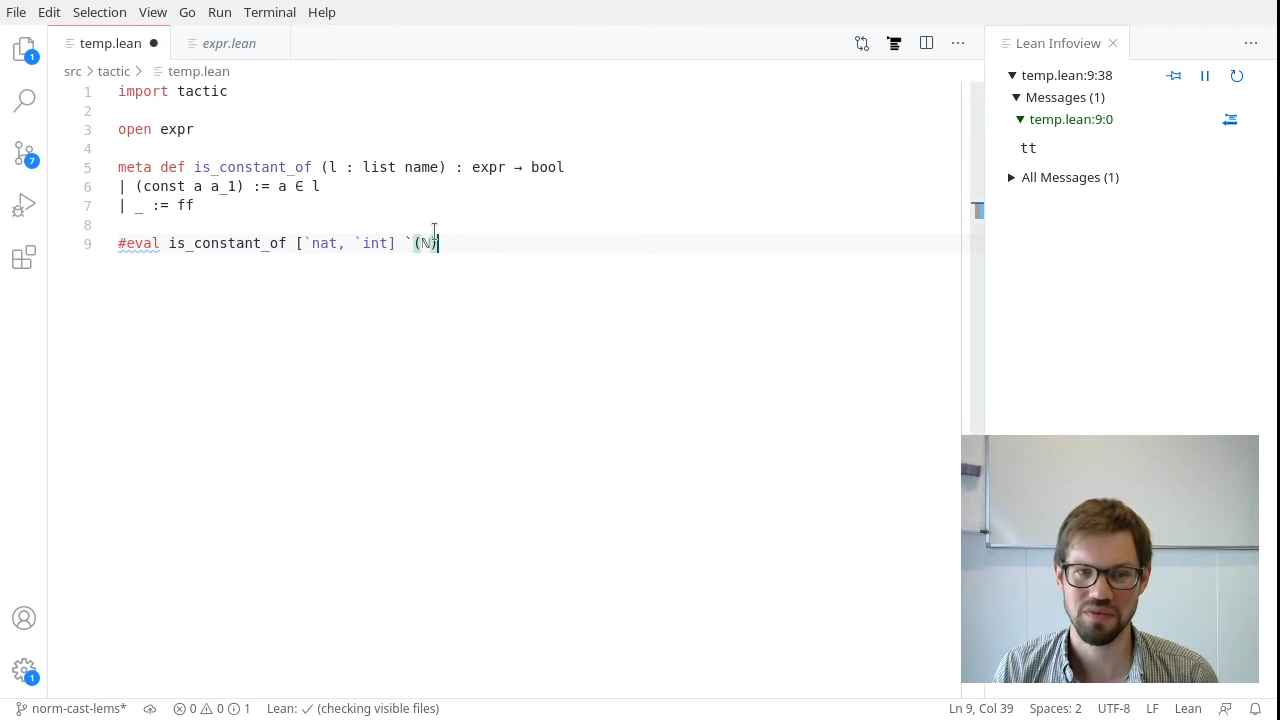 File Edit Selection View Go Run Terminal Help
temp.lean expr.lean
Lean Infoview
src > tactic > temp.lean
1 import tactic
2
3 open expr
4
5 meta def is_constant_of (l : list name) : expr → bool
6 | (const a a_1) := a ∈ l
7 | _ := ff
8
9 #eval is_constant_of [`nat, `int] `(ℕ)
temp.lean:9:38
Messages (1)
temp.lean:9:0
tt
All Messages (1)
1
7
1
norm-cast-lems* 0 0 1 Lean: ✓ (checking visible files) Ln 9, Col 39 Spaces: 2 UTF-8 LF Lean